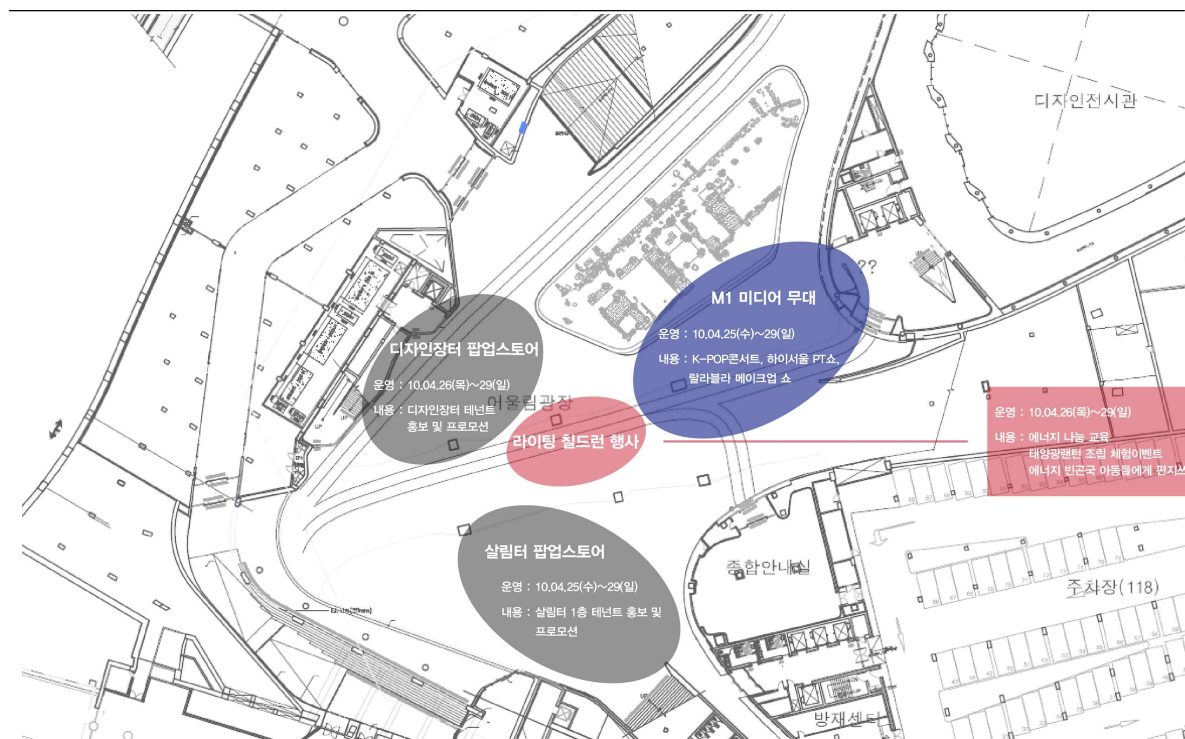 디자인전시관
??
M1 미디어 무대
운영 : 10.04.25(수)~29(일)
내용 : K-POP콘서트, 하이서울 PT쇼,
랄라블라 메이크업 쇼
디자인장터 팝업스토어
운영 : 10.04.26(목)~29(일)
내용 : 디자인장터 테넌트
홍보 및 프로모션
어울림광장
라이팅 칠드런 행사
운영 : 10.04.26(목)~29(일)
내용 : 에너지 나눔 교육
태양광랜턴 조립 체험이벤트
에너지 빈곤국 아동들에게 편지쓰
살림터 팝업스토어
운영 : 10.04.25(수)~29(일)
내용 : 살림터 1층 테넌트 홍보 및
프로모션
종합안내실
주차장(118)
방재센터
UP